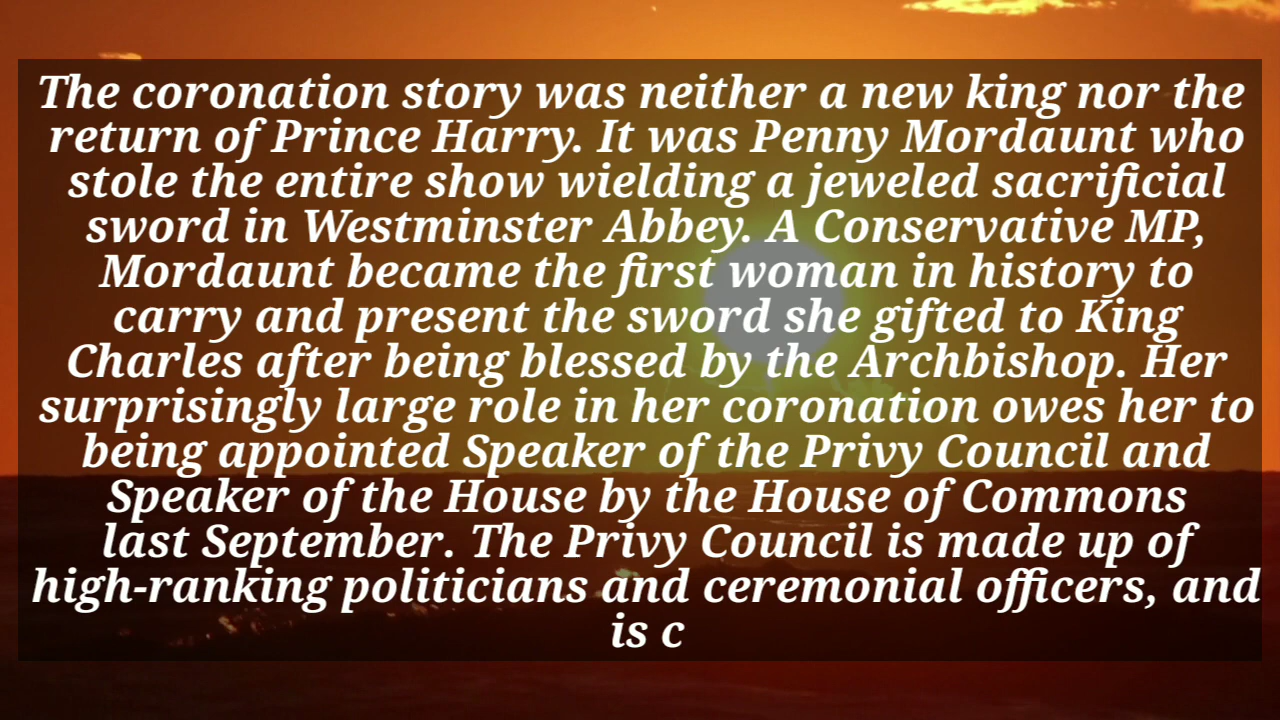 The coronation story was neither a new king nor the
return of Prince Harry. It was Penny Mordaunt who
stole the entire show wielding a jeweled sacrificial
sword in Westminster Abbey. A Conservative MP,
Mordaunt became the first woman in history to
carry and present the sword she gifted to King
Charles after being blessed by the Archbishop. Her
surprisingly large role in her coronation owes her to
being appointed Speaker of the Privy Council and
Speaker of the House by the House of Commons
last September. The Privy Council is made up of
high-ranking politicians and ceremonial officers, and
is c